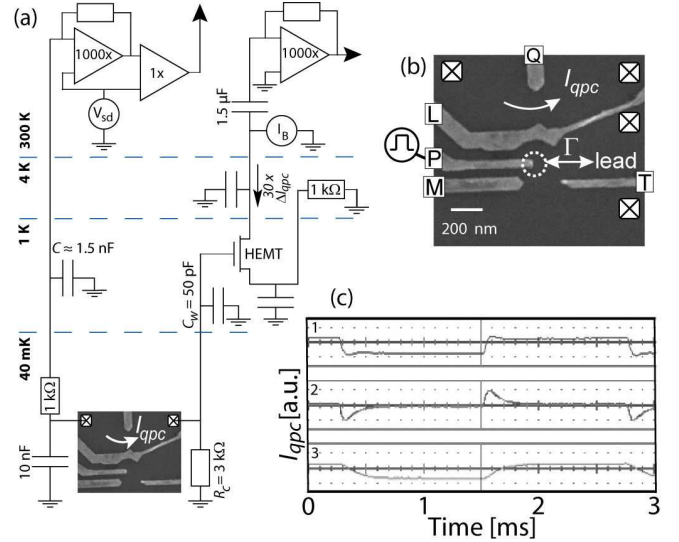 (a)
1000x
1x
V_sd
1000x
1.5 µF
I_B
300 K
4 K
30 x
ΔI_qpc
1 kΩ
1 K
C ≈ 1.5 nF
HEMT
C_W = 50 pF
40 mK
1 kΩ
I_qpc
10 nF
R_C = 3 kΩ
(b)
Q
I_qpc
L
P
Γ
lead
M
T
200 nm
(c)
I_qpc [a.u.]
1
2
3
0 1 2 3
Time [ms]